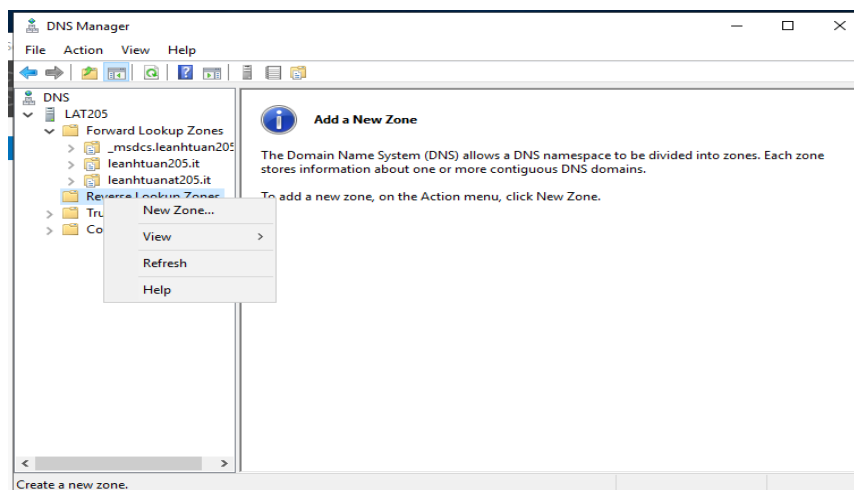 DNS Manager
File Action View Help
DNS
LAT205
Forward Lookup Zones
_msdcs.leanhtuan205
leanhtuan205.it
leanhtuanat205.it
Reverse Lookup Zones
Tru
Co
New Zone...
View
Refresh
Help
Add a New Zone
The Domain Name System (DNS) allows a DNS namespace to be divided into zones. Each zone
stores information about one or more contiguous DNS domains.
To add a new zone, on the Action menu, click New Zone.
Create a new zone.